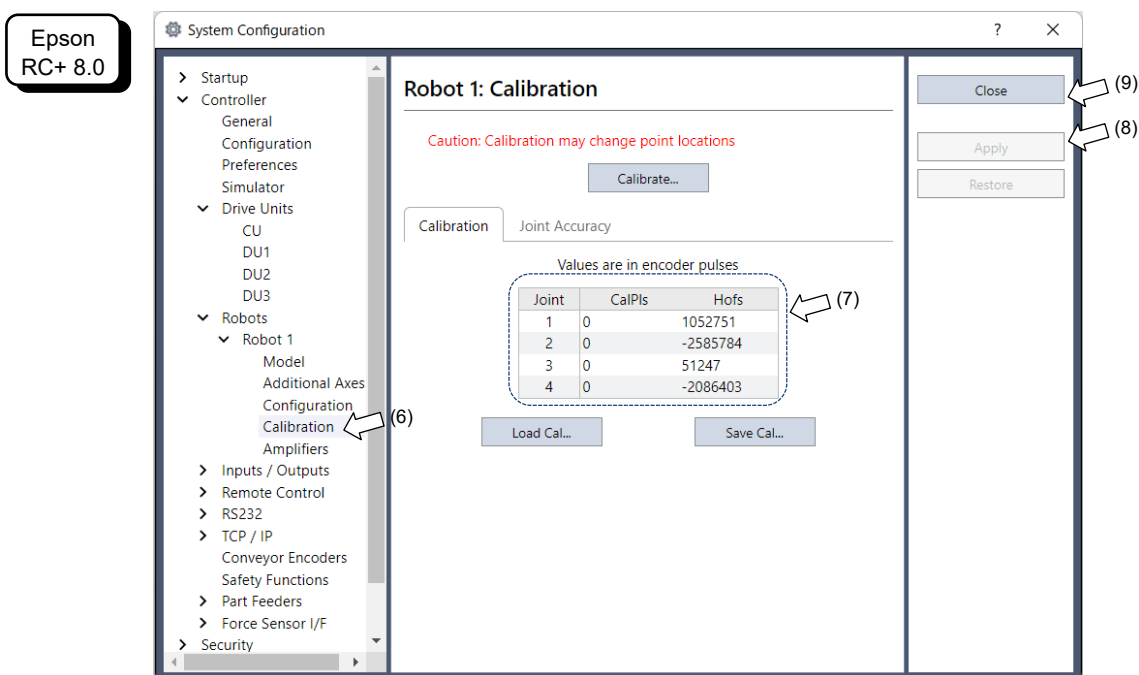 Epson
RC+ 8.0
System Configuration
?
Startup
Controller
General
Configuration
Preferences
Simulator
Drive Units
CU
DU1
DU2
DU3
Robots
Robot 1
Model
Additional Axes
Configuration
Calibration
(6)
Amplifiers
Inputs / Outputs
Remote Control
RS232
TCP / IP
Conveyor Encoders
Safety Functions
Part Feeders
Force Sensor I/F
Security
Robot 1: Calibration
Caution: Calibration may change point locations
Calibrate...
Calibration Joint Accuracy
Values are in encoder pulses
Joint CalPls Hofs
1 0 1052751
2 0 -2585784
3 0 51247
4 0 -2086403
(7)
Load Cal... Save Cal...
Close
(9)
Apply
(8)
Restore